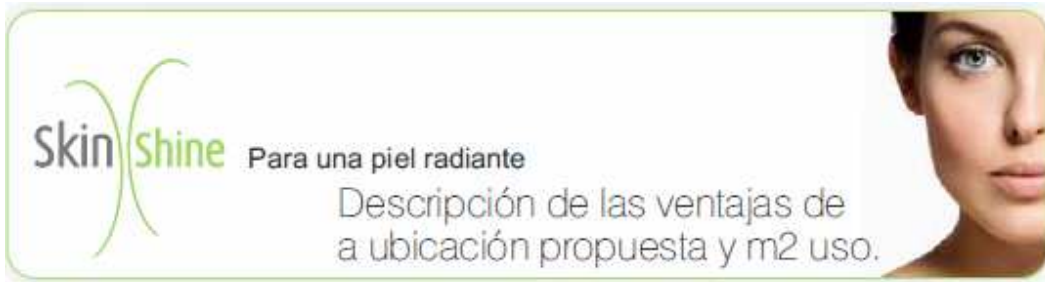 Skin Shine
Para una piel radiante
Descripción de las ventajas de
a ubicación propuesta y m2 uso.